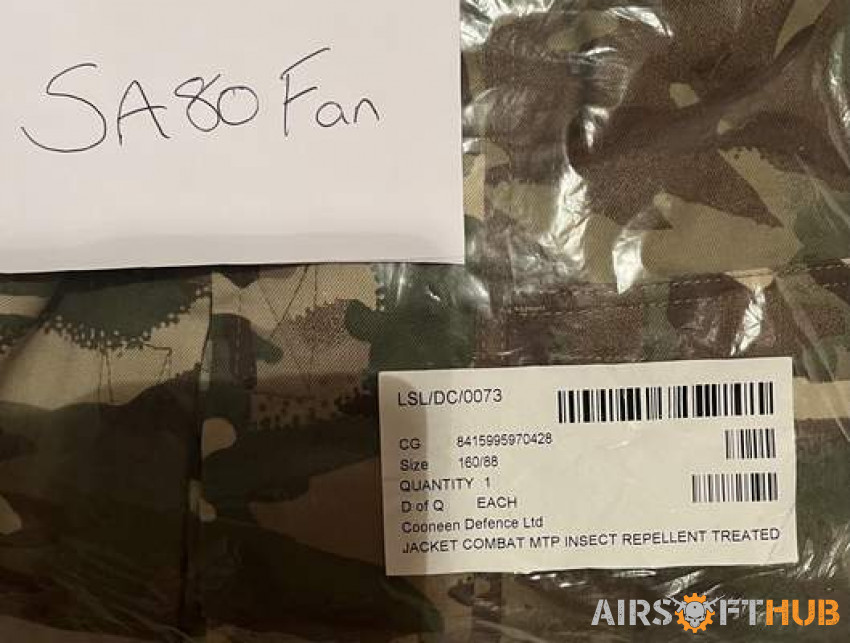 SA80 Fan
LSL/DC/0073
CG 8415995970428
Size 160/88
QUANTITY 1
D of Q EACH
Cooneen Defence Ltd
JACKET COMBAT MTP INSECT REPELLENT TREATED
AIRSOFTHUB